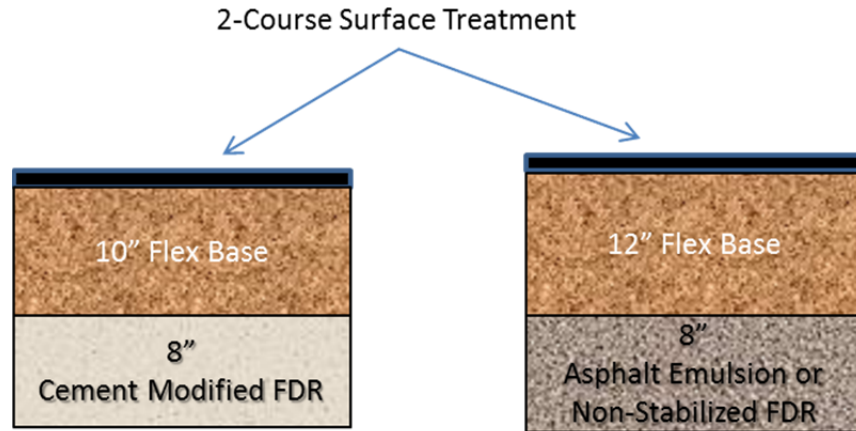 2-Course Surface Treatment
10” Flex Base
12” Flex Base
8”
Cement Modified FDR
8”
Asphalt Emulsion or
Non-Stabilized FDR